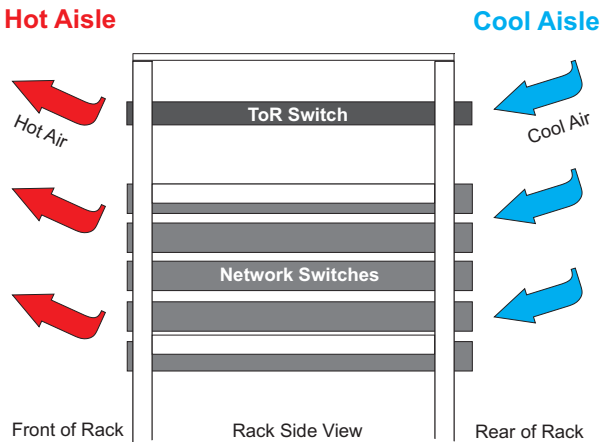 Hot Aisle
Cool Aisle
ToR Switch
Hot Air
Cool Air
Network Switches
Front of Rack
Rack Side View
Rear of Rack